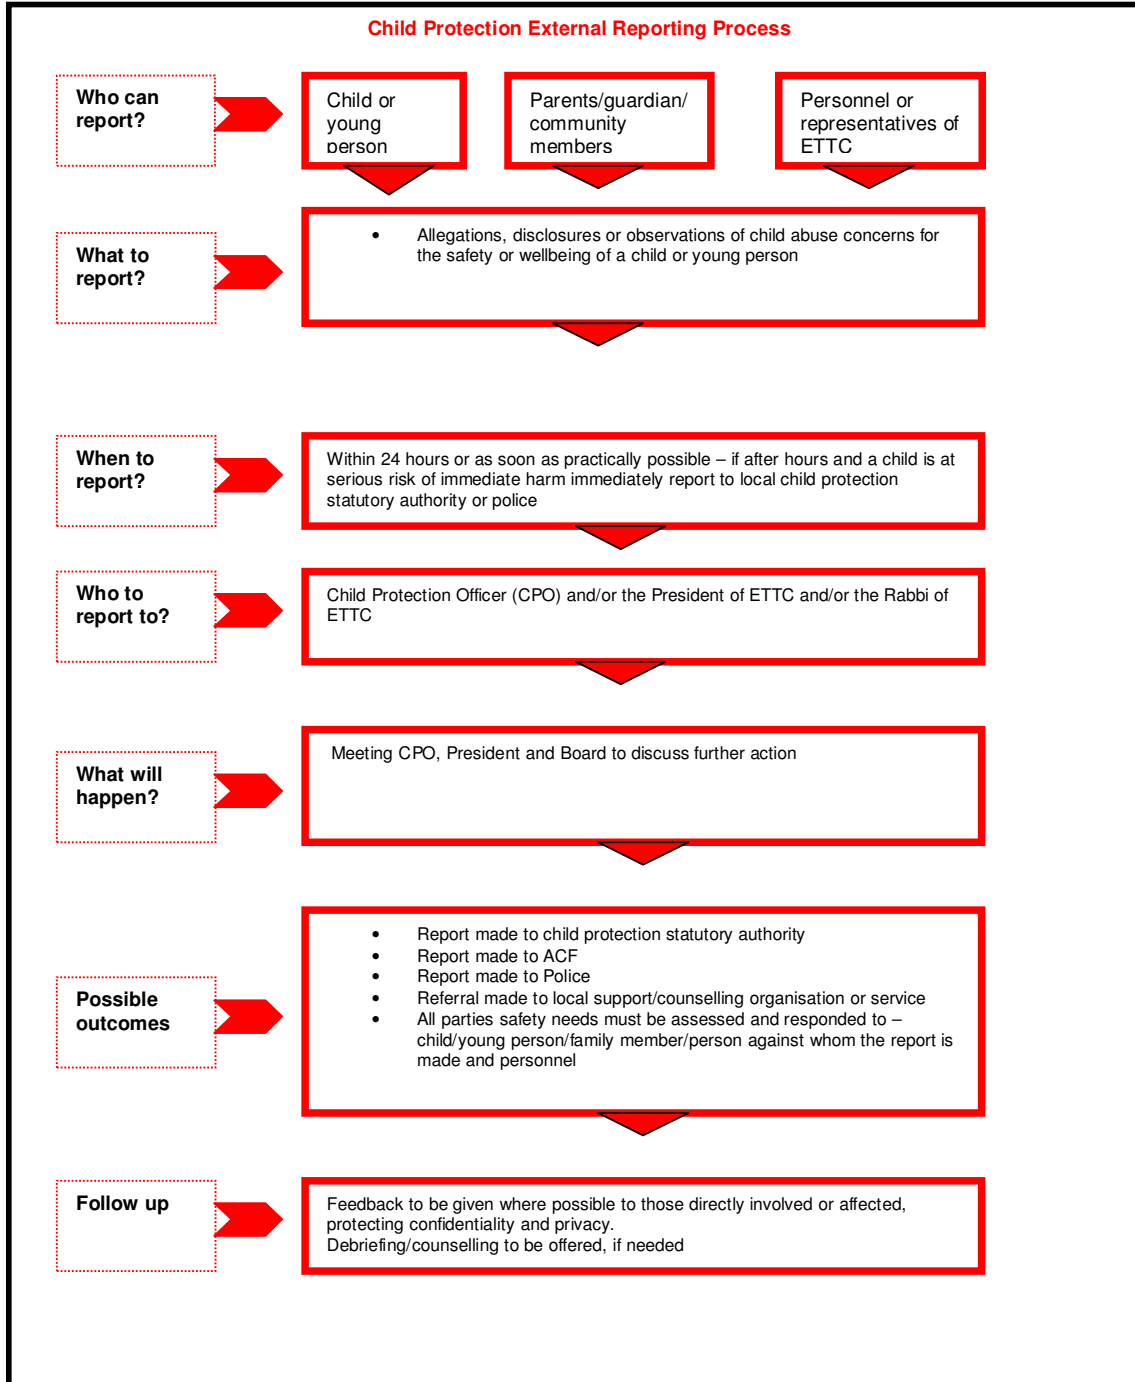 Child Protection External Reporting Process
Who can
report?
Child or
young
person
Parents/guardian/
community
members
Personnel or
representatives of
ETTC
What to
report?
• Allegations, disclosures or observations of child abuse concerns for
the safety or wellbeing of a child or young person
When to
report?
Within 24 hours or as soon as practically possible – if after hours and a child is at
serious risk of immediate harm immediately report to local child protection
statutory authority or police
Who to
report to?
Child Protection Officer (CPO) and/or the President of ETTC and/or the Rabbi of
ETTC
What will
happen?
Meeting CPO, President and Board to discuss further action
Possible
outcomes
• Report made to child protection statutory authority
• Report made to ACF
• Report made to Police
• Referral made to local support/counselling organisation or service
• All parties safety needs must be assessed and responded to –
child/young person/family member/person against whom the report is
made and personnel
Follow up
Feedback to be given where possible to those directly involved or affected,
protecting confidentiality and privacy.
Debriefing/counselling to be offered, if needed